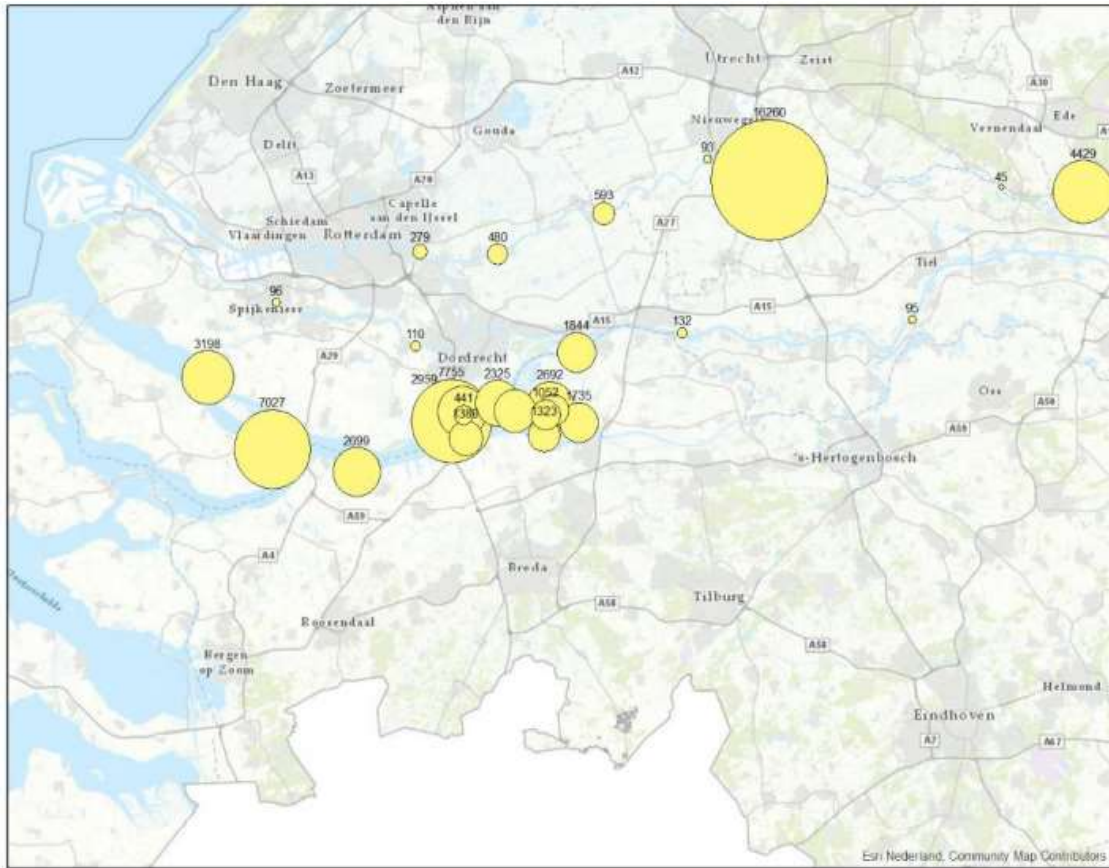 Alphen aan
den Rijn
Utrecht
Zeist
Den Haag
Zoetermeer
A12
A30
Gouda
16260
Nieuwegein
Ede
Veenendaal
Delft
93
4429
A13
A20
45
593
Capelle
aan den IJssel
Schiedam
Vlaardingen
Rotterdam
A27
279
480
Tiel
96
Spijkenisse
A15
95
110
1844
A15
132
3198
A29
Dordrecht
2959
7755
2325
2692
441
1052
1735
Oss
A50
1323
7027
2699
A59
's-Hertogenbosch
A59
A4
Breda
Tilburg
A58
Roosendaal
A58
Bergen
op Zoom
Helmond
Eindhoven
A2
A67
Esri Nederland, Community Map Contributors